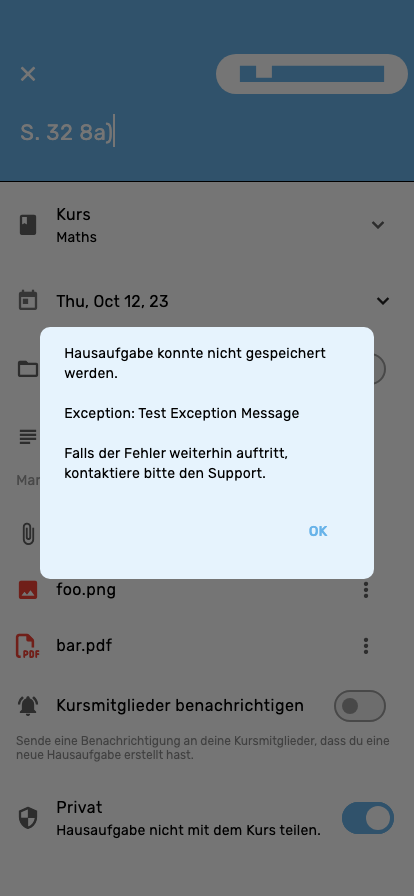 S. 32 8a)
Kurs
Maths
Thu, Oct 12, 23
Hausaufgabe konnte nicht gespeichert
werden.
Exception: Test Exception Message
Falls der Fehler weiterhin auftritt,
kontaktiere bitte den Support.
OK
foo.png
PDF
bar.pdf
Kursmitglieder benachrichtigen
Sende eine Benachrichtigung an deine Kursmitglieder, dass du eine
neue Hausaufgabe erstellt hast.
Privat
Hausaufgabe nicht mit dem Kurs teilen.